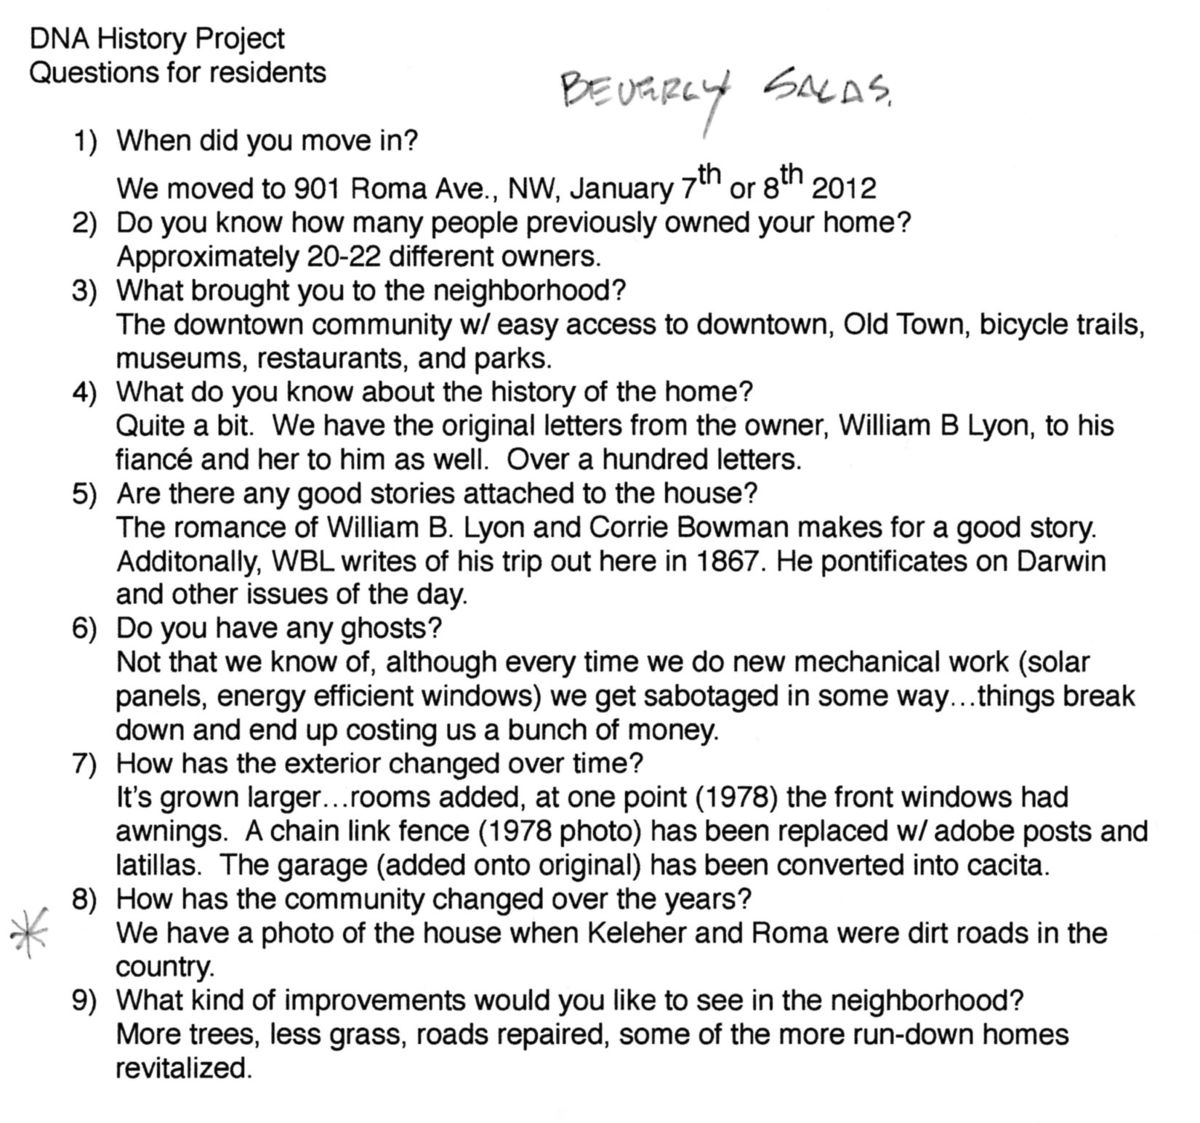 DNA History Project
Questions for residents
BEVERLY SALAS.
1) When did you move in?
We moved to 901 Roma Ave., NW, January 7th or 8th 2012
2) Do you know how many people previously owned your home?
Approximately 20-22 different owners.
3) What brought you to the neighborhood?
The downtown community w/ easy access to downtown, Old Town, bicycle trails,
museums, restaurants, and parks.
4) What do you know about the history of the home?
Quite a bit.  We have the original letters from the owner, William B Lyon, to his
fiancé and her to him as well.  Over a hundred letters.
5) Are there any good stories attached to the house?
The romance of William B. Lyon and Corrie Bowman makes for a good story.
Additonally, WBL writes of his trip out here in 1867. He pontificates on Darwin
and other issues of the day.
6) Do you have any ghosts?
Not that we know of, although every time we do new mechanical work (solar
panels, energy efficient windows) we get sabotaged in some way…things break
down and end up costing us a bunch of money.
7) How has the exterior changed over time?
It's grown larger…rooms added, at one point (1978) the front windows had
awnings.  A chain link fence (1978 photo) has been replaced w/ adobe posts and
latillas.  The garage (added onto original) has been converted into cacita.
8) How has the community changed over the years?
We have a photo of the house when Keleher and Roma were dirt roads in the
country.
9) What kind of improvements would you like to see in the neighborhood?
More trees, less grass, roads repaired, some of the more run-down homes
revitalized.